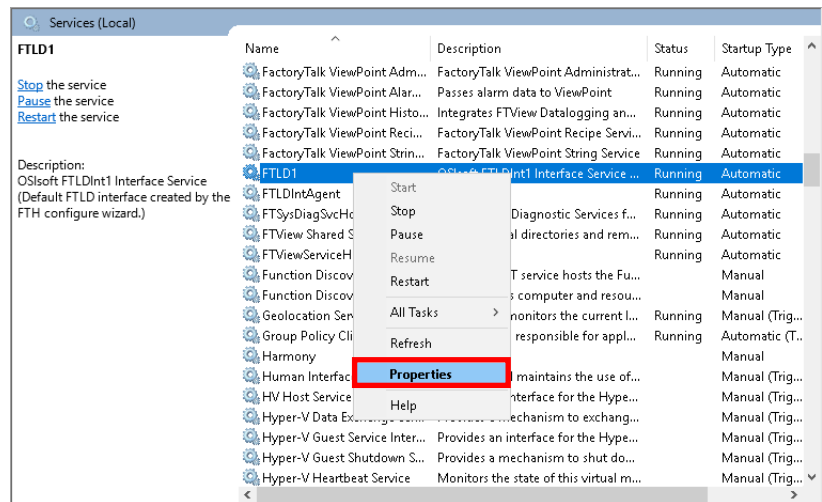 Services (Local)
FTLD1
Stop the service
Pause the service
Restart the service
Description:
OSIsoft FTLDInt1 Interface Service
(Default FTLD interface created by the
FTH configure wizard.)
Name Description Status Startup Type
FactoryTalk ViewPoint Adm... FactoryTalk ViewPoint Administrat... Running Automatic
FactoryTalk ViewPoint Alar... Passes alarm data to ViewPoint Running Automatic
FactoryTalk ViewPoint Histo... Integrates FTView Datalogging an... Running Automatic
FactoryTalk ViewPoint Reci... FactoryTalk ViewPoint Recipe Servi... Running Automatic
FactoryTalk ViewPoint Strin... FactoryTalk ViewPoint String Service Running Automatic
FTLD1 OSIsoft FTLDInt1 Interface Service ... Running Automatic
FTLDIntAgent Running Automatic
FTSysDiagSvcHo Diagnostic Services f... Running Automatic
FTView Shared S al directories and rem... Running Automatic
FTViewServiceH Running Automatic
Function Discov T service hosts the Fu... Manual
Function Discov s computer and resou... Manual
Geolocation Ser monitors the current l... Running Manual (Trig...
Group Policy Cli responsible for appl... Running Automatic (T...
Harmony Manual
Human Interfac maintains the use of... Manual (Trig...
HV Host Service nterface for the Hype... Manual (Trig...
Hyper-V Data mechanism to exchang... Manual (Trig...
Hyper-V Guest Service Inter... Provides an interface for the Hype... Manual (Trig...
Hyper-V Guest Shutdown S... Provides a mechanism to shut do... Manual (Trig...
Hyper-V Heartbeat Service Monitors the state of this virtual m... Manual (Trig...
Start
Stop
Pause
Resume
Restart
All Tasks
Refresh
Properties
Help